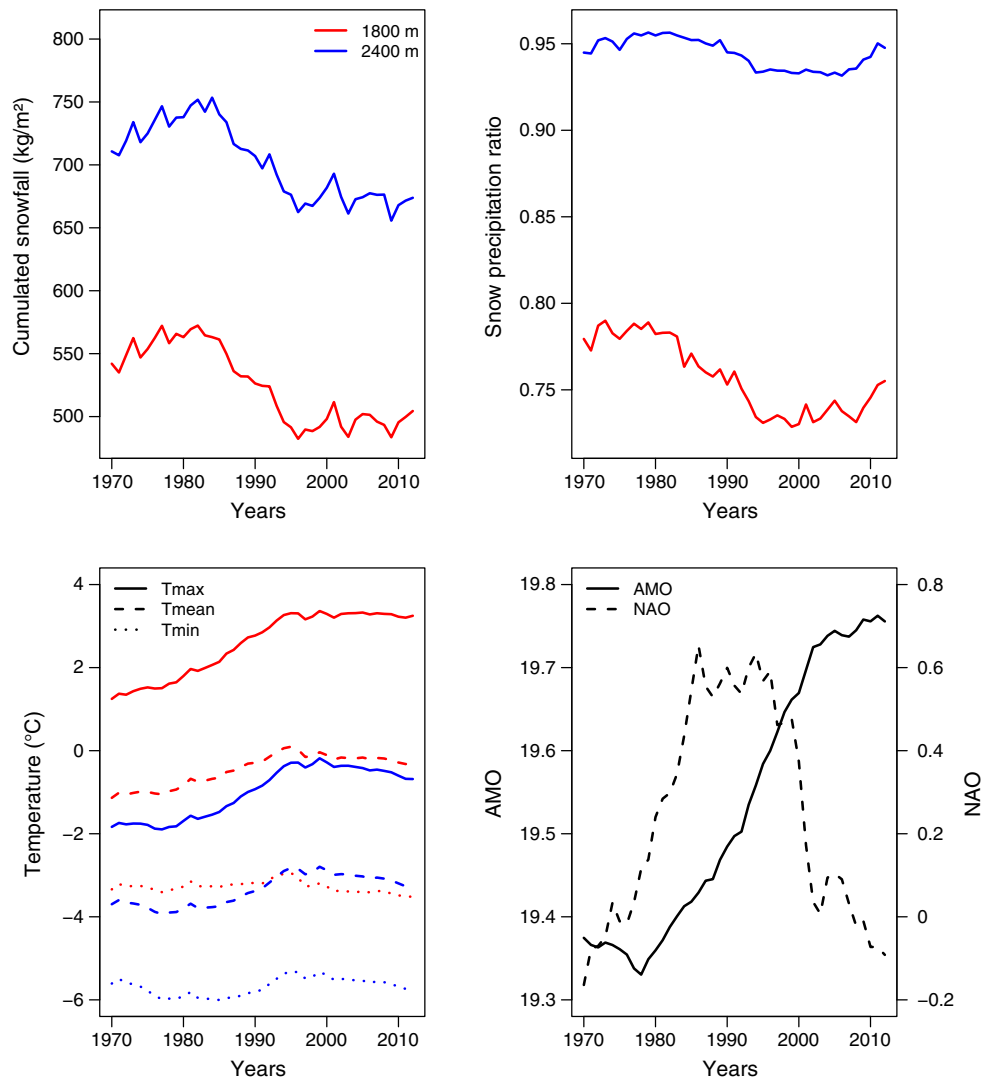 1800 m
2400 m
Cumulated snowfall (kg/m²)
800
750
700
650
600
550
500
1970 1980 1990 2000 2010
Years
Snow precipitation ratio
0.95
0.90
0.85
0.80
0.75
1970 1980 1990 2000 2010
Years
Tmax
Tmean
Tmin
Temperature (°C)
4
2
0
−2
−4
−6
1970 1980 1990 2000 2010
Years
AMO
NAO
AMO
19.8
19.7
19.6
19.5
19.4
19.3
0.8
0.6
0.4
0.2
0
−0.2
NAO
1970 1980 1990 2000 2010
Years